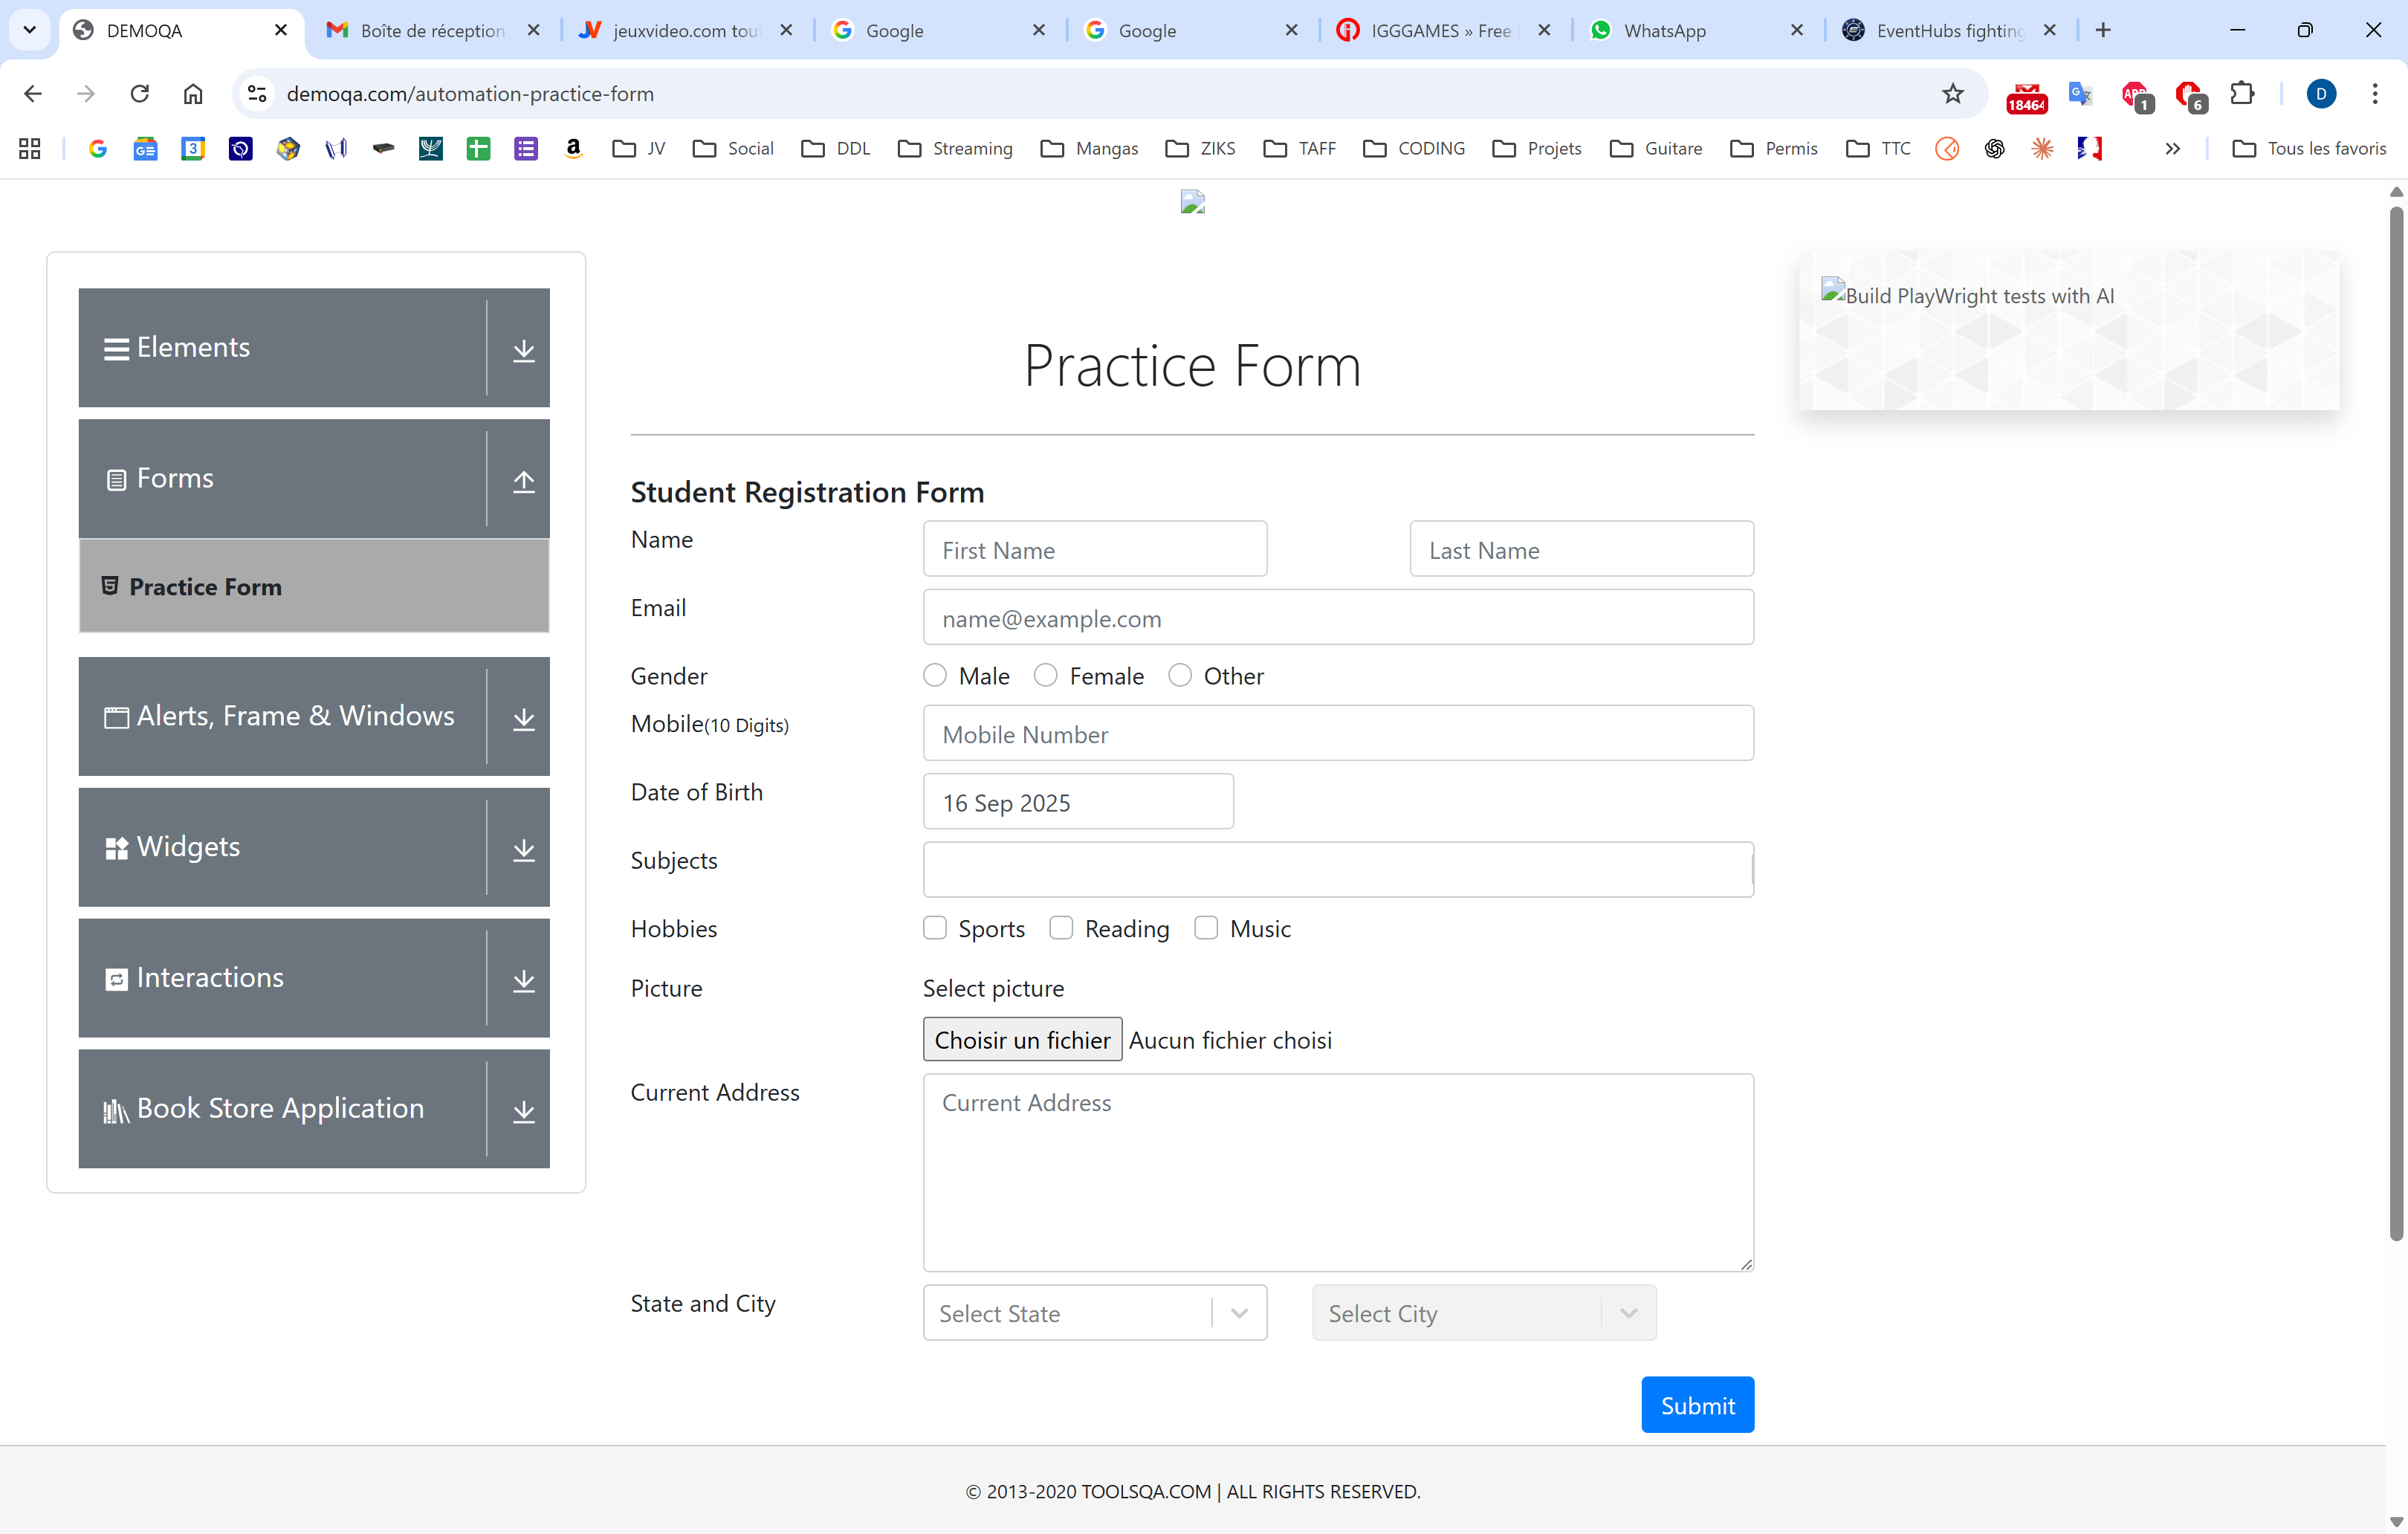 DEMOQA
Boîte de réception
jeuxvideo.com tout
Google
Google
IGGGAMES » Free
WhatsApp
EventHubs fighting
demoqa.com/automation-practice-form
18464
1
6
D
JV
Social
DDL
Streaming
Mangas
ZIKS
TAFF
CODING
Projets
Guitare
Permis
TTC
Tous les favoris
Elements
Forms
Practice Form
Alerts, Frame & Windows
Widgets
Interactions
Book Store Application
Practice Form
Student Registration Form
Name
First Name
Last Name
Email
name@example.com
Gender
Male
Female
Other
Mobile(10 Digits)
Mobile Number
Date of Birth
16 Sep 2025
Subjects
Hobbies
Sports
Reading
Music
Picture
Select picture
Choisir un fichier
Aucun fichier choisi
Current Address
Current Address
State and City
Select State
Select City
Submit
Build PlayWright tests with AI
© 2013-2020 TOOLSQA.COM | ALL RIGHTS RESERVED.